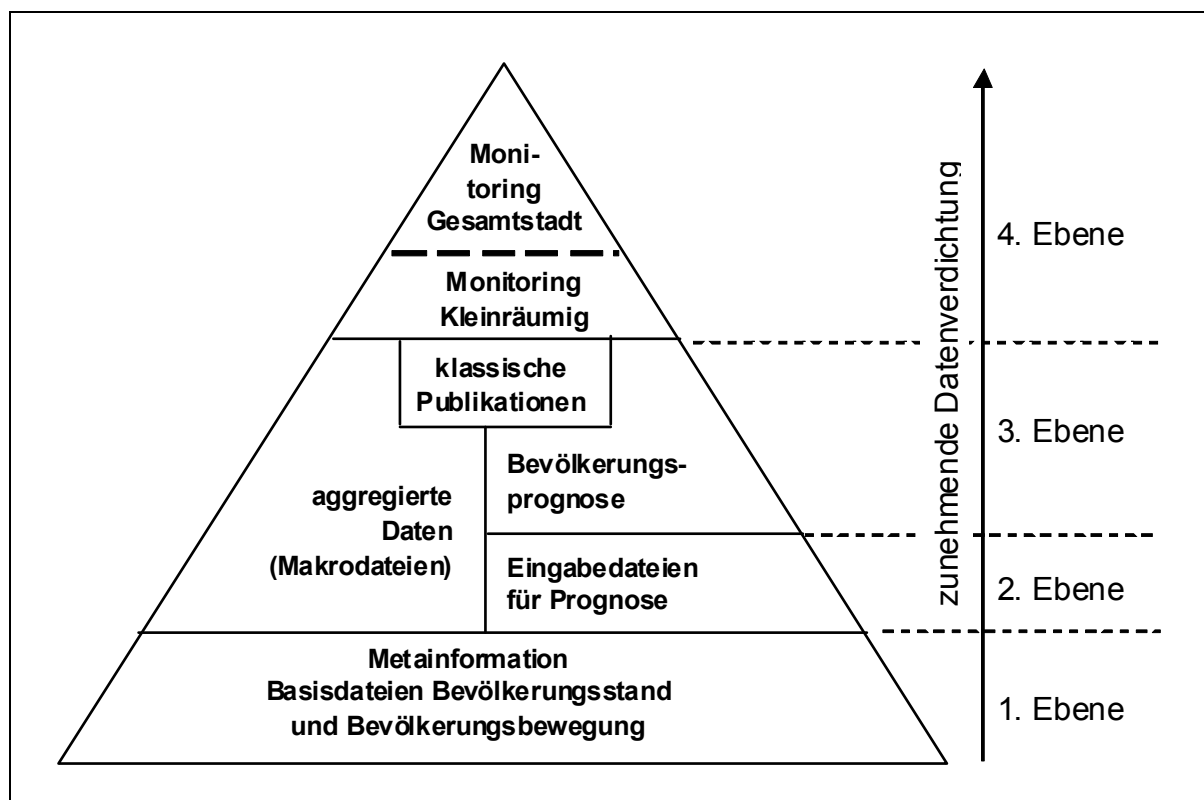 Moni-
toring
Gesamtstadt
Monitoring
Kleinräumig
klassische
Publikationen
Bevölkerungs-
prognose
aggregierte
Daten
(Makrodateien)
Eingabedateien
für Prognose
Metainformation
Basisdateien Bevölkerungsstand
und Bevölkerungsbewegung
zunehmende Datenverdichtung
4. Ebene
3. Ebene
2. Ebene
1. Ebene